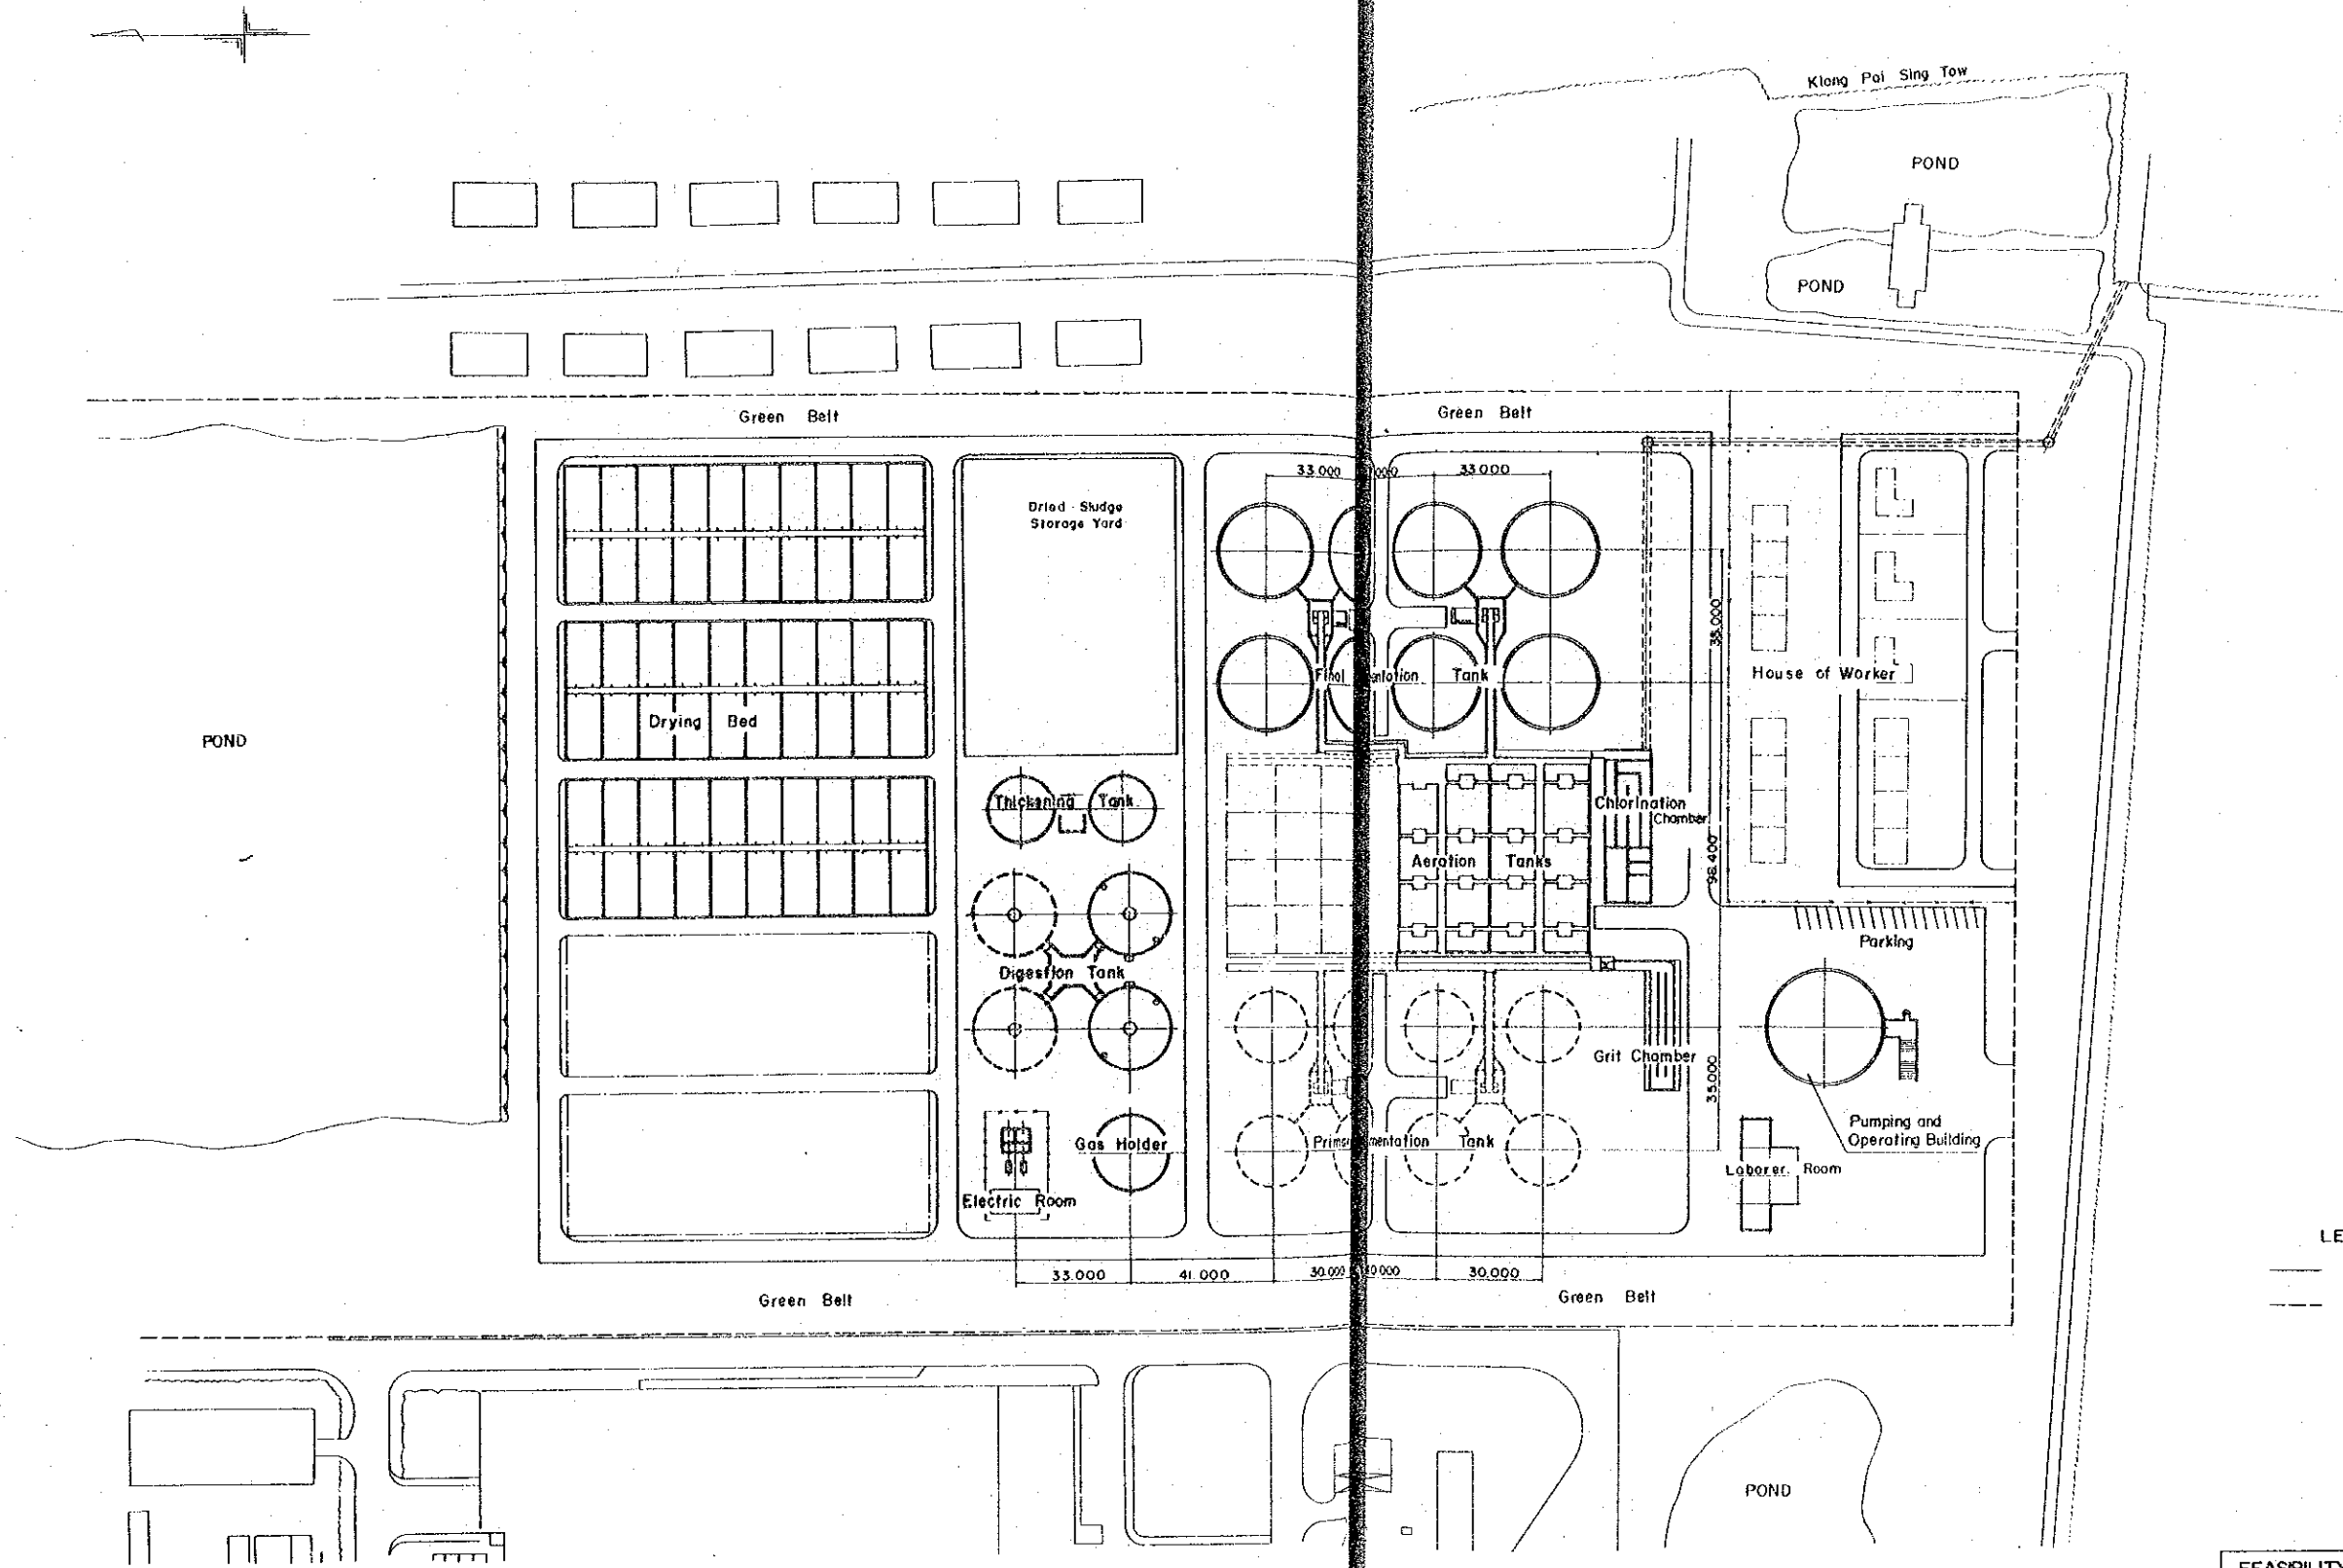 Klong Pai Sing Tow
POND
POND
Green Belt
Green Belt
33.000
33.000
Dried Sludge
Storage Yard
38.000
Final
Tank
House of Worker
Drying Bed
POND
Thickening Tank
Chlorination
Chamber
Aeration Tanks
98.400
Parking
Digestion Tank
Grit Chamber
35.000
Pumping and
Operating Building
Gas Holder
Tank
Laborer Room
Electric Room
33.000
41.000
30.000
30.000
Green Belt
Green Belt
POND
LE
FEASIBILITY